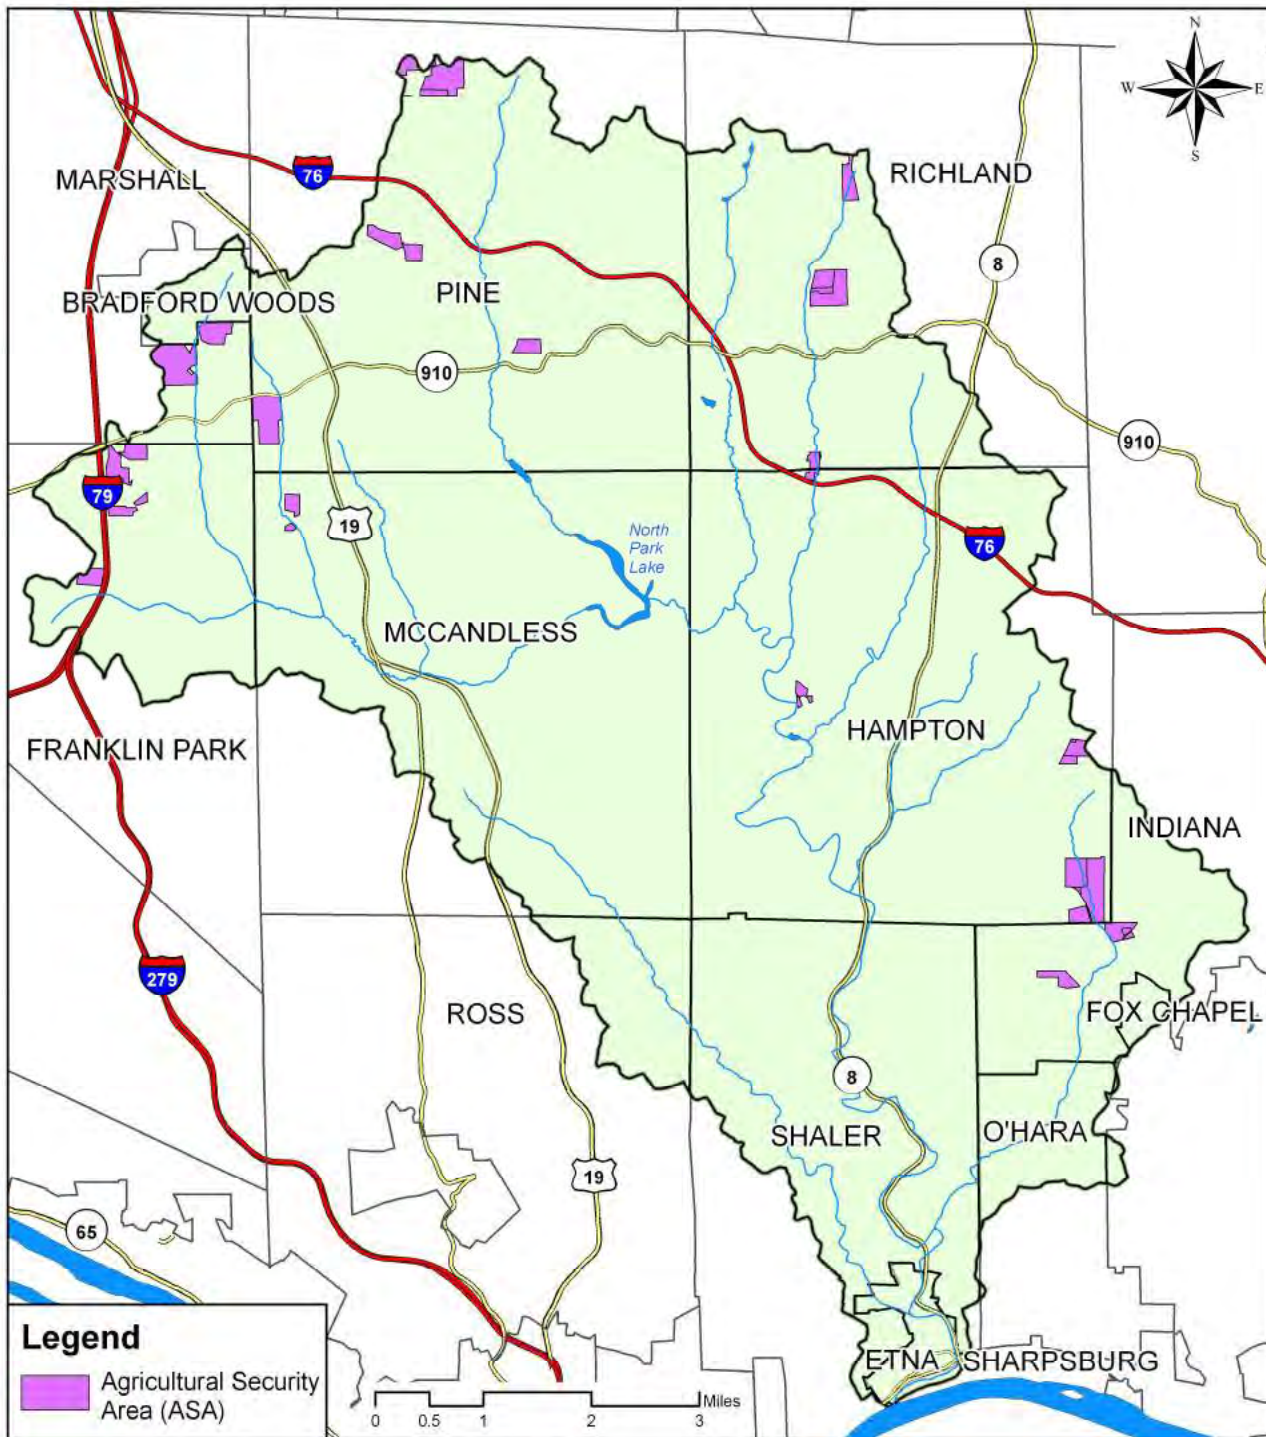 N
W
E
S
MARSHALL
76
RICHLAND
8
BRADFORD WOODS
PINE
910
910
79
19
North
Park
Lake
76
MCCANDLESS
FRANKLIN PARK
HAMPTON
INDIANA
279
ROSS
FOX CHAPEL
8
SHALER
O'HARA
19
65
Legend
Agricultural Security
Area (ASA)
ETNA
SHARPSBURG
Miles
0 0.5 1 2 3